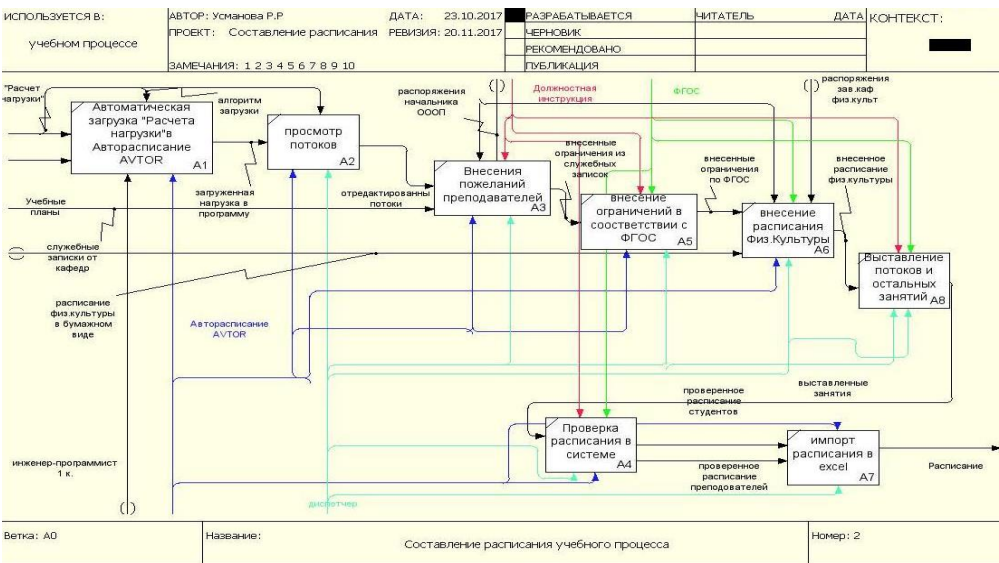 ИСПОЛЬЗУЕТСЯ В:
учебном процессе
АВТОР: Усманова Р.Р
ДАТА: 23.10.2017
ПРОЕКТ: Составление расписания
РЕВИЗИЯ: 20.11.2017
ЗАМЕЧАНИЯ: 1 2 3 4 5 6 7 8 9 10
РАЗРАБАТЫВАЕТСЯ
ЧЕРНОВИК
РЕКОМЕНДОВАНО
ПУБЛИКАЦИЯ
ЧИТАТЕЛЬ
ДАТА
КОНТЕКСТ:
"Расчет
нагрузки"
алгоритм
загрузки
распоряжения
начальника
ОООП
Должностная
инструкция
ФГОС
распоряжения
зав.каф
физ.культ
Автоматическая
загрузка "Расчета
нагрузки"в
Авторасписание
AVTOR
A1
просмотр
потоков
A2
Внесения
пожеланий
преподавателей
A3
внесенные
ограничения из
служебных
записок
внесение
ограничений в
соостветствии с
ФГОС
A5
внесенные
ограничения
по ФГОС
внесение
расписания
Физ.Культуры
A6
внесенное
расписание
физ.культуры
Выставление
потоков и
остальных
занятий
A8
загруженная
нагрузка в
программу
отредактированны
потоки
Учебные
планы
служебные
записки от
кафедр
расписание
физ.культуры
в бумажном
виде
Авторасписание
AVTOR
проверенное
расписание
студентов
выставленные
занятия
Проверка
расписания в
системе
A4
импорт
расписания в
excel
A7
проверенное
расписание
преподователей
Расписание
инженер-программист
1 к.
диспетчер
Ветка: A0
Название:
Составление расписания учебного процесса
Номер: 2